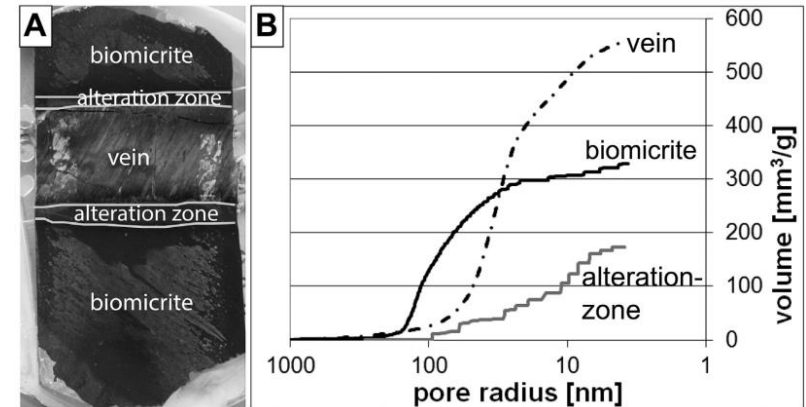 A
biomicrite
alteration zone
vein
alteration zone
biomicrite
B
vein
biomicrite
alteration-
zone
600
500
400
300
200
100
0
volume [mm³/g]
1000
100
10
1
pore radius [nm]